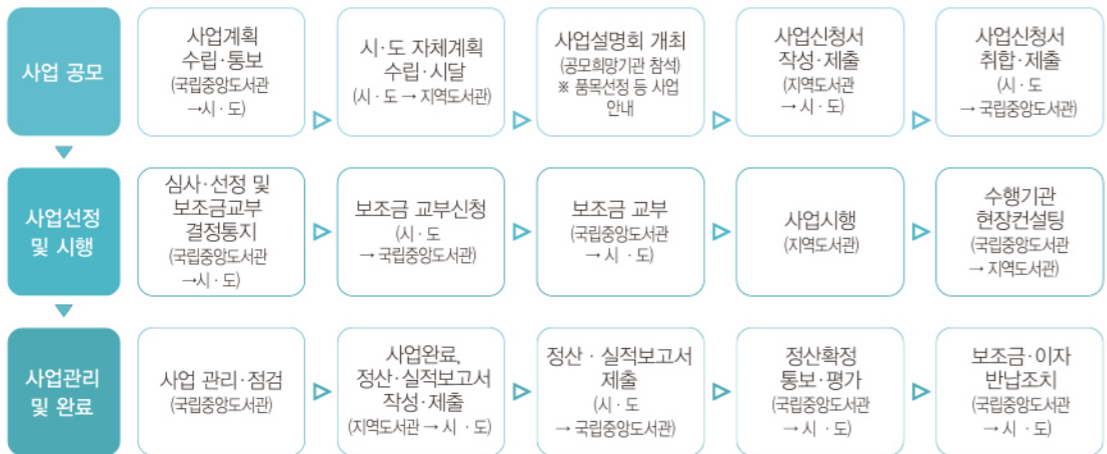 사업 공모
사업계획
수립·통보
(국립중앙도서관
→시·도)
시·도 자체계획
수립·시달
(시·도 → 지역도서관)
사업설명회 개최
(공모희망기관 참석)
※ 품목선정 등 사업
안내
사업신청서
작성·제출
(지역도서관
→ 시·도)
사업신청서
취합·제출
(시·도
→ 국립중앙도서관)
사업선정
및 시행
심사·선정 및
보조금교부
결정통지
(국립중앙도서관
→시·도)
보조금 교부신청
(시·도
→ 국립중앙도서관)
보조금 교부
(국립중앙도서관
→ 시 · 도)
사업시행
(지역도서관)
수행기관
현장컨설팅
(국립중앙도서관
→ 지역도서관)
사업관리
및 완료
사업 관리·점검
(국립중앙도서관)
사업완료,
정산·실적보고서
작성·제출
(지역도서관 → 시 · 도)
정산 · 실적보고서
제출
(시·도
→ 국립중앙도서관)
정산확정
통보·평가
(국립중앙도서관
→ 시 · 도)
보조금·이자
반납조치
(국립중앙도서관
→ 시 · 도)